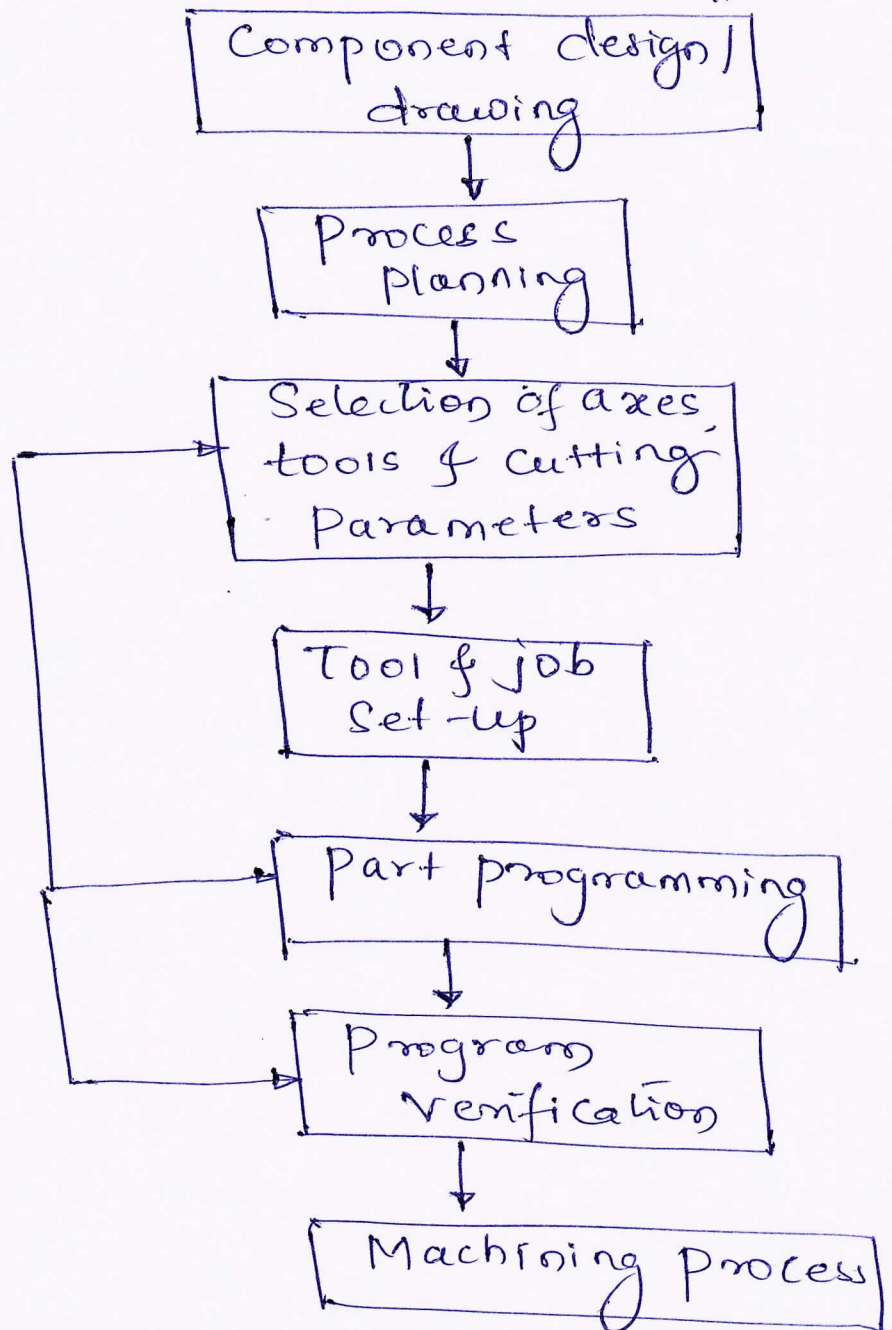 Component design/
drawing
Process
planning
Selection of axes,
tools & cutting
parameters
Tool & job
Set-up
Part programming
Program
verification
Machining process